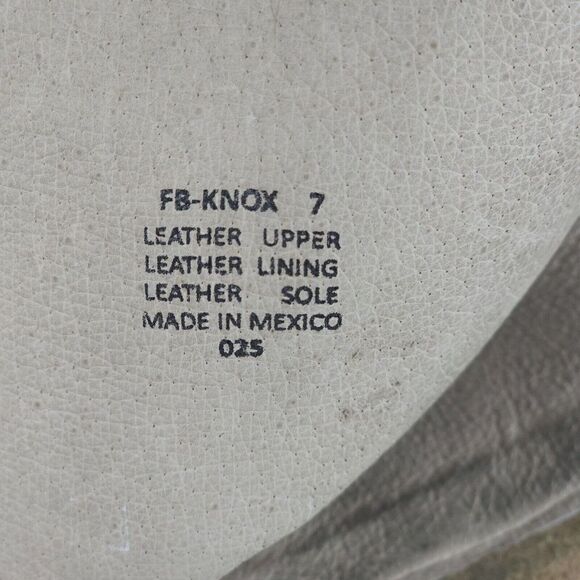 FB-KNOX 7
LEATHER UPPER
LEATHER LINING
LEATHER SOLE
MADE IN MEXICO
025